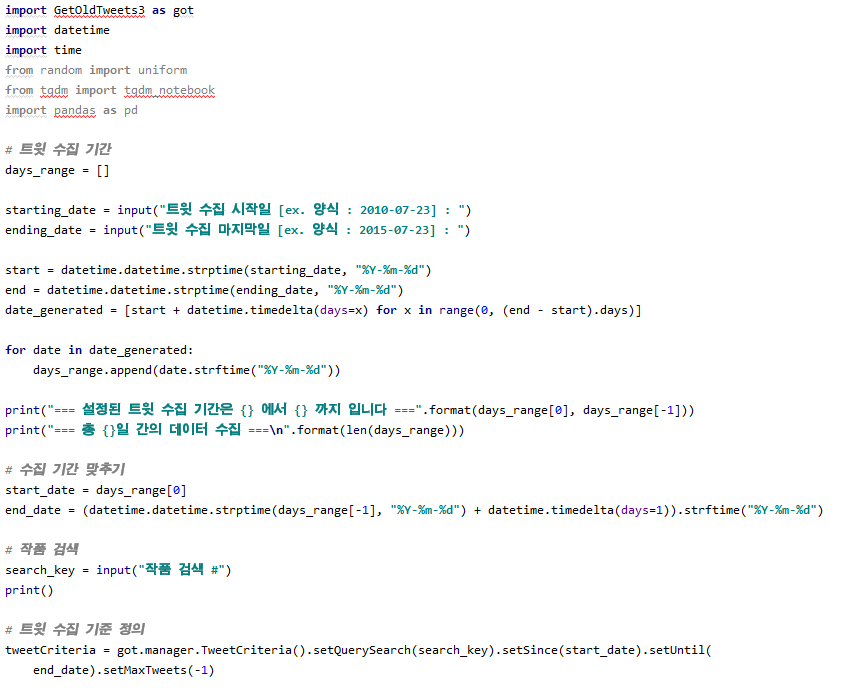 import GetOldTweets3 as got
import datetime
import time
from random import uniform
from tqdm import tqdm_notebook
import pandas as pd

# 트윗 수집 기간
days_range = []

starting_date = input("트윗 수집 시작일 [ex. 양식 : 2010-07-23] : ")
ending_date = input("트윗 수집 마지막일 [ex. 양식 : 2015-07-23] : ")

start = datetime.datetime.strptime(starting_date, "%Y-%m-%d")
end = datetime.datetime.strptime(ending_date, "%Y-%m-%d")
date_generated = [start + datetime.timedelta(days=x) for x in range(0, (end - start).days)]

for date in date_generated:
    days_range.append(date.strftime("%Y-%m-%d"))

print("=== 설정된 트윗 수집 기간은 {} 에서 {} 까지 입니다 ===".format(days_range[0], days_range[-1]))
print("=== 총 {}일 간의 데이터 수집 ===\n".format(len(days_range)))

# 수집 기간 맞추기
start_date = days_range[0]
end_date = (datetime.datetime.strptime(days_range[-1], "%Y-%m-%d") + datetime.timedelta(days=1)).strftime("%Y-%m-%d")

# 작품 검색
search_key = input("작품 검색 #")
print()

# 트윗 수집 기준 정의
tweetCriteria = got.manager.TweetCriteria().setQuerySearch(search_key).setSince(start_date).setUntil(
    end_date).setMaxTweets(-1)